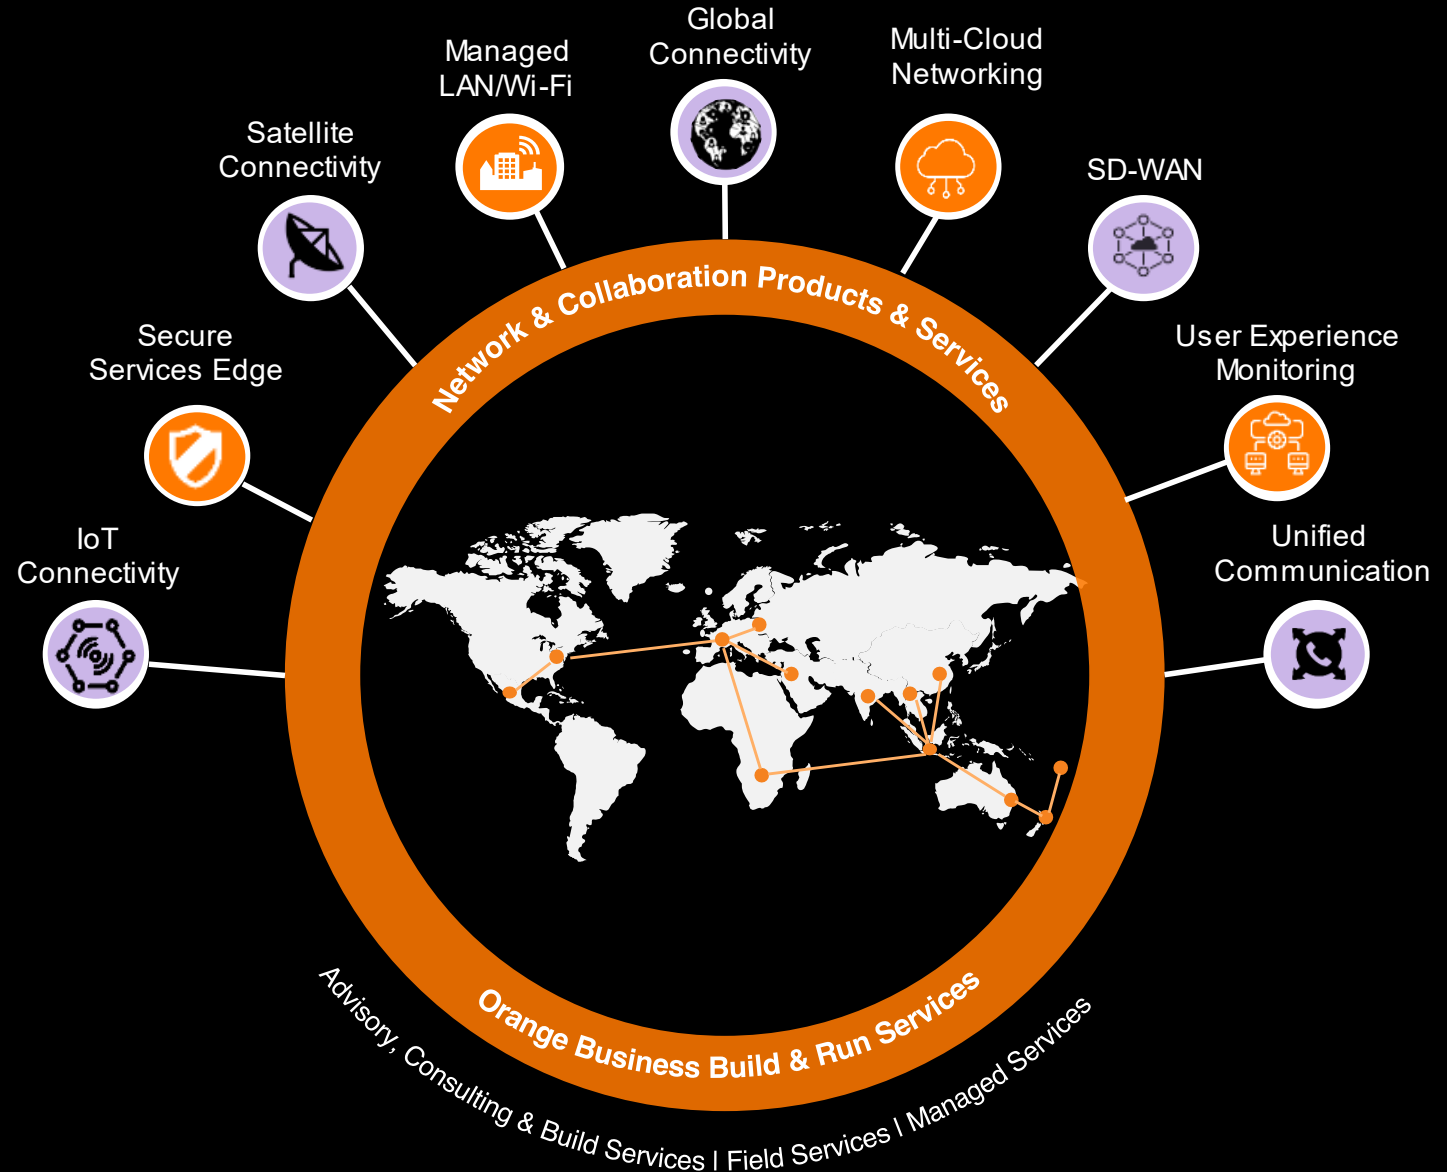 Global
Connectivity
Multi-Cloud
Networking
Managed
LAN/Wi-Fi
Satellite
Connectivity
SD-WAN
Secure
Services Edge
User Experience
Monitoring
IoT
Connectivity
Unified
Communication
Network & Collaboration Products & Services
Orange Business Build & Run Services
Advisory, Consulting & Build Services | Field Services | Managed Services